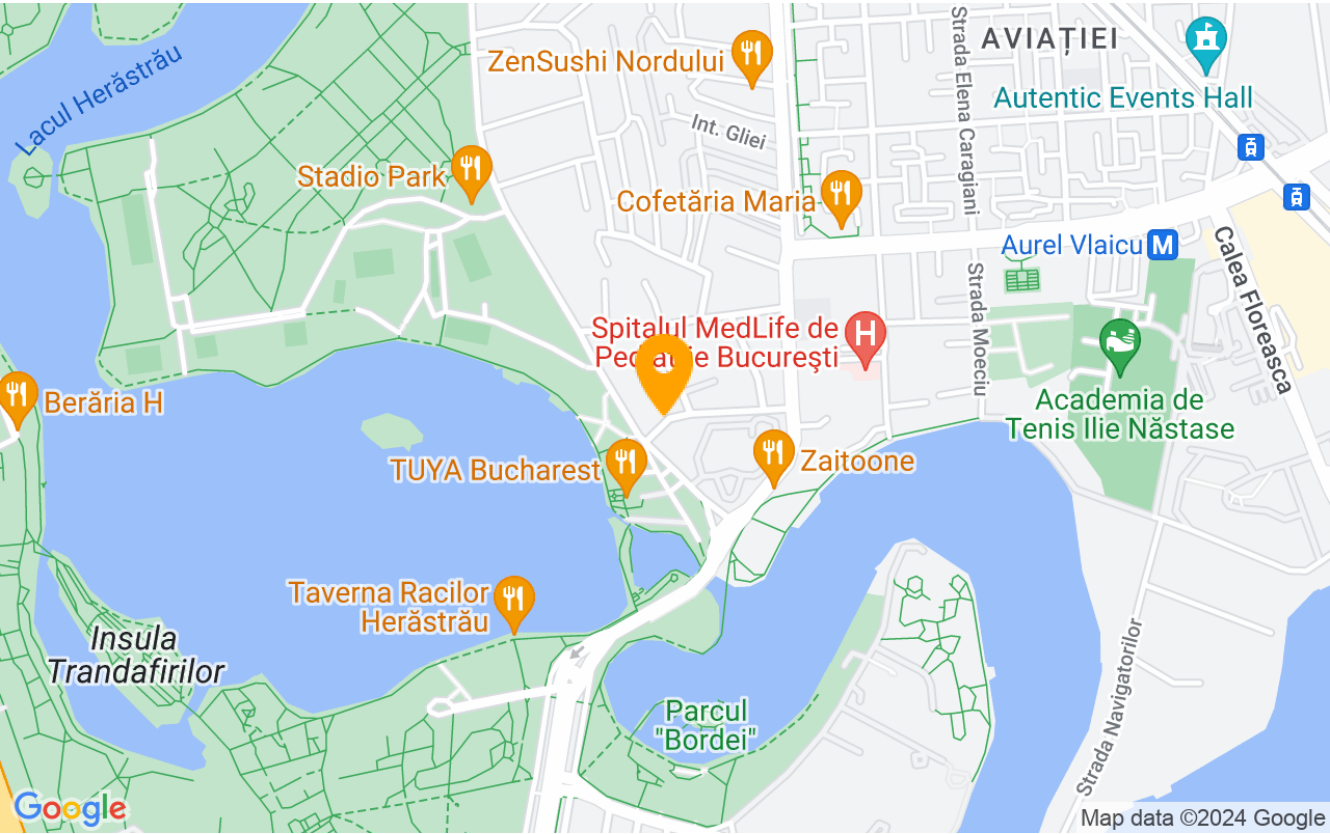 AVIAȚIEI
ZenSushi Nordului
Strada Elena Caragiani
Lacul Herăstrău
Autentic Events Hall
Int. Gliei
Stadio Park
Cofetăria Maria
Aurel Vlaicu M
Calea Floreasca
Strada Moeciu
Spitalul MedLife de
Pediatrie București
H
Berăria H
Academia de
Tenis Ilie Năstase
TUYA Bucharest
Zaitoone
Taverna Racilor
Herăstrău
Insula
Trandafirilor
Parcul
"Bordei"
Strada Navigatorilor
Google
Map data ©2024 Google